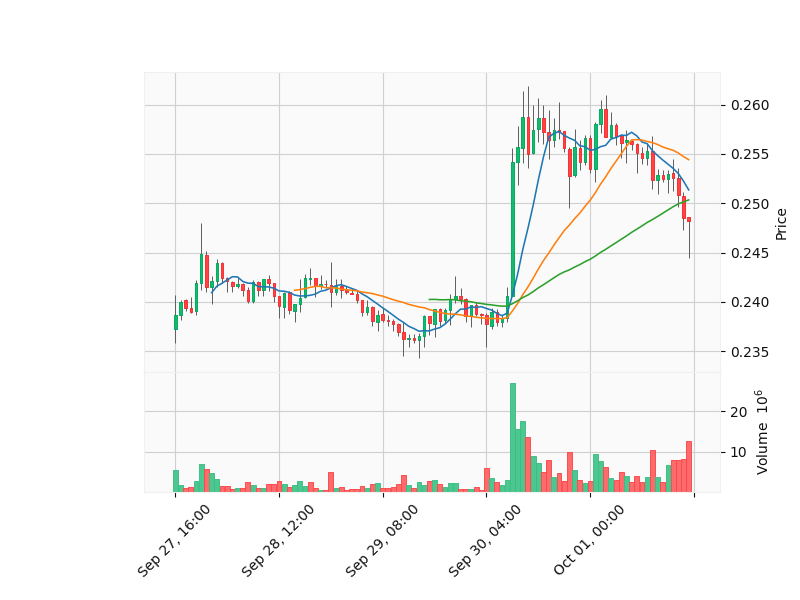 0.260
0.255
0.250
0.245
0.240
0.235
Price
20
10
Volume 10^6
Sep 27, 16:00
Sep 28, 12:00
Sep 29, 08:00
Sep 30, 04:00
Oct 01, 00:00